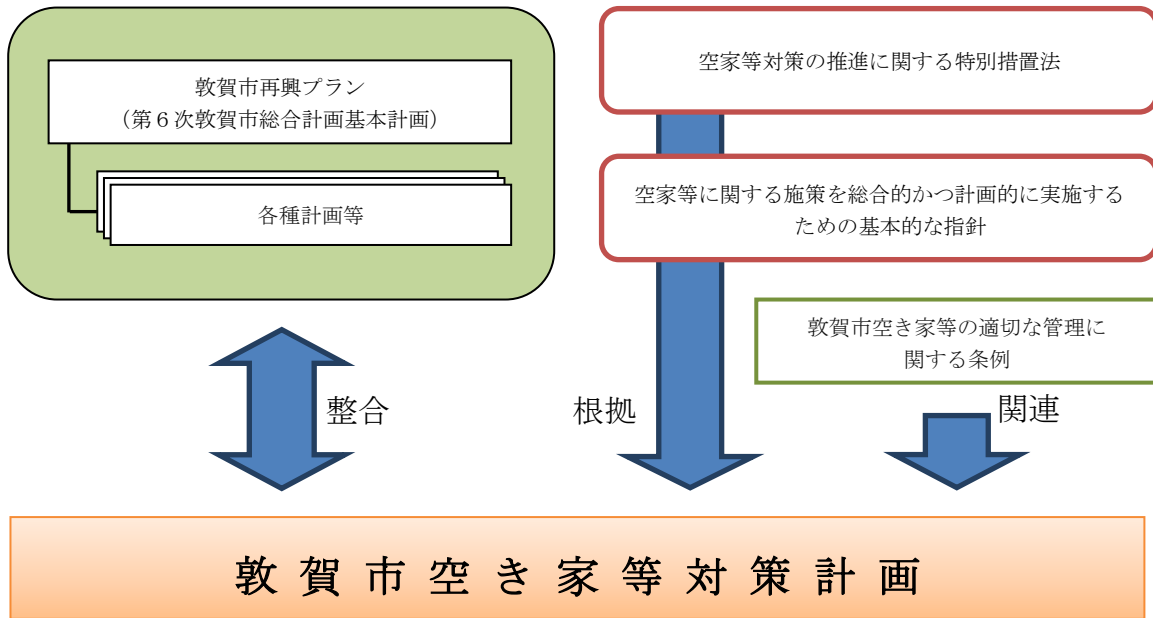 敦賀市再興プラン
（第６次敦賀市総合計画基本計画）
各種計画等
空家等対策の推進に関する特別措置法
空家等に関する施策を総合的かつ計画的に実施する
ための基本的な指針
敦賀市空き家等の適切な管理に
関する条例
整合
根拠
関連
敦賀市空き家等対策計画